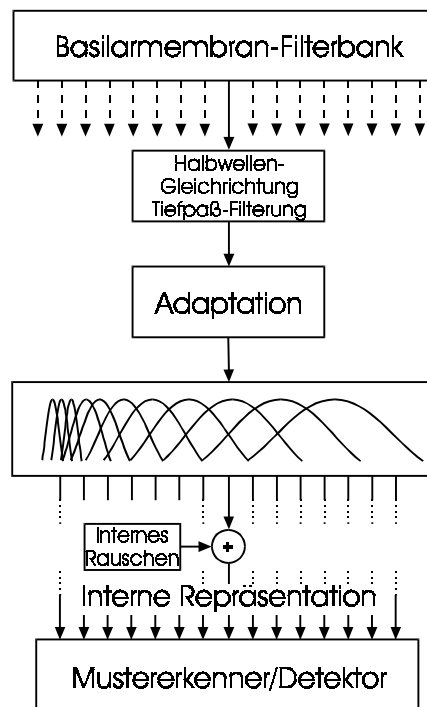 Basilarmembran-Filterbank
Halbwellen-
Gleichrichtung
Tiefpaß-Filterung
Adaptation
Internes
Rauschen
+
Interne Repräsentation
Mustererkenner/Detektor